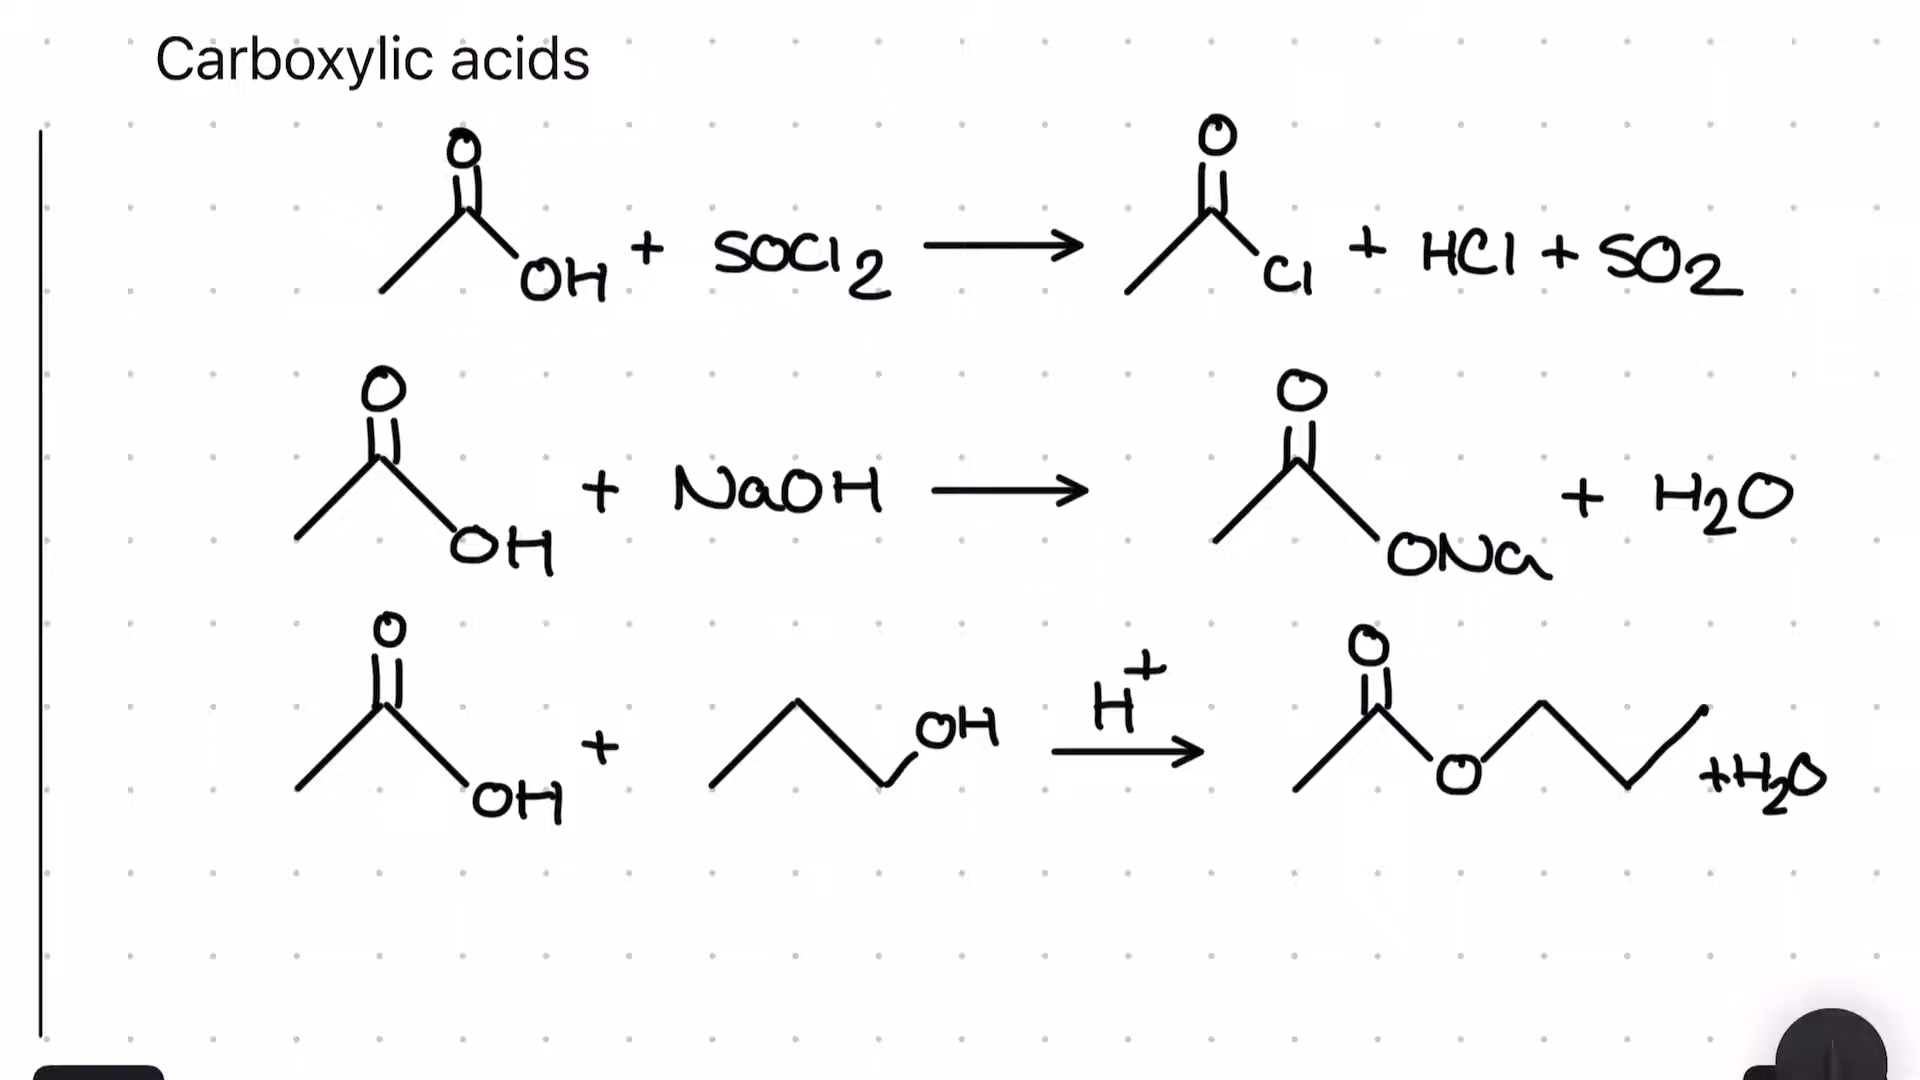 Carboxylic acids
O
OH + SOCl2 → O Cl + HCl + SO2
O
OH + NaOH → O ONa + H2O
O
OH + OH H+ → O O + H2O